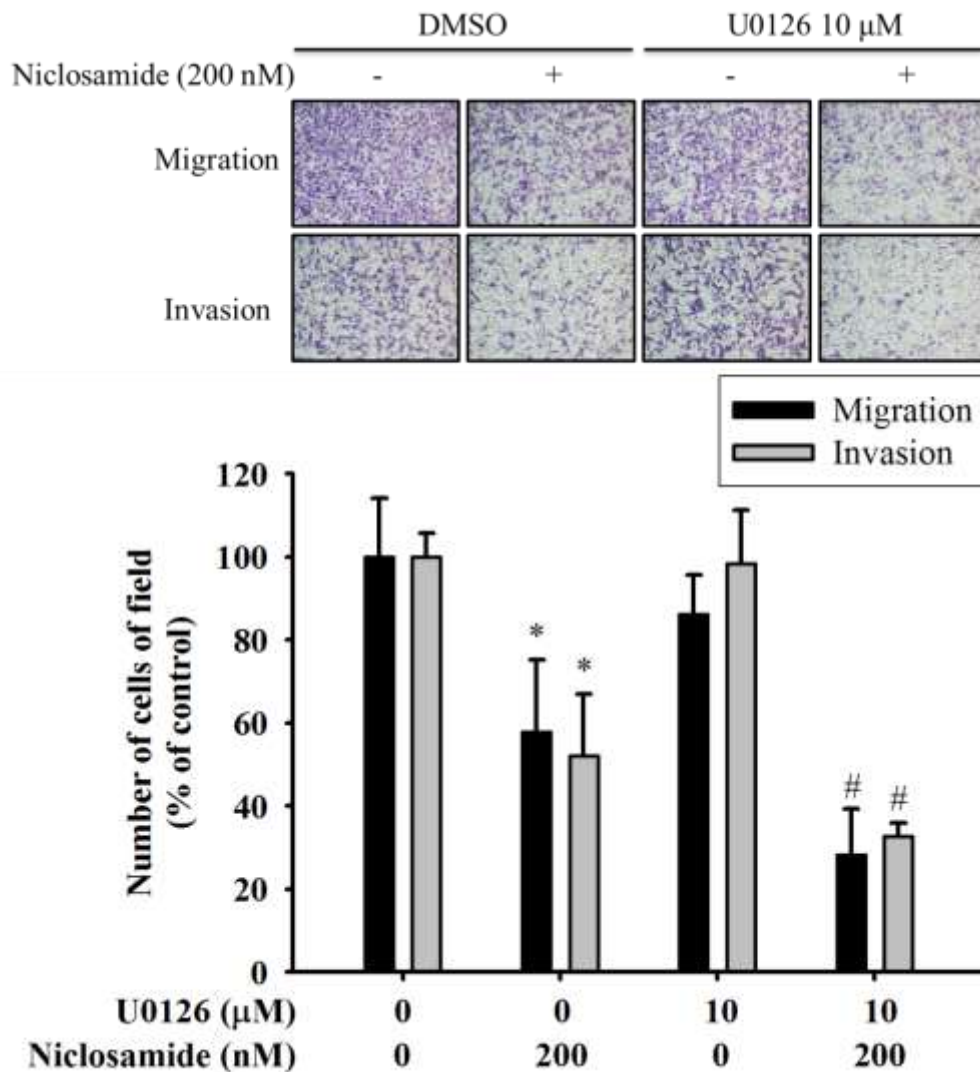 DMSO U0126 10 μM
Niclosamide (200 nM) - + - +
Migration
Invasion
Migration
Invasion
120
100
80
60
40
20
0
Number of cells of field
(% of control)
* * # #
U0126 (μM) 0 0 10 10
Niclosamide (nM) 0 200 0 200